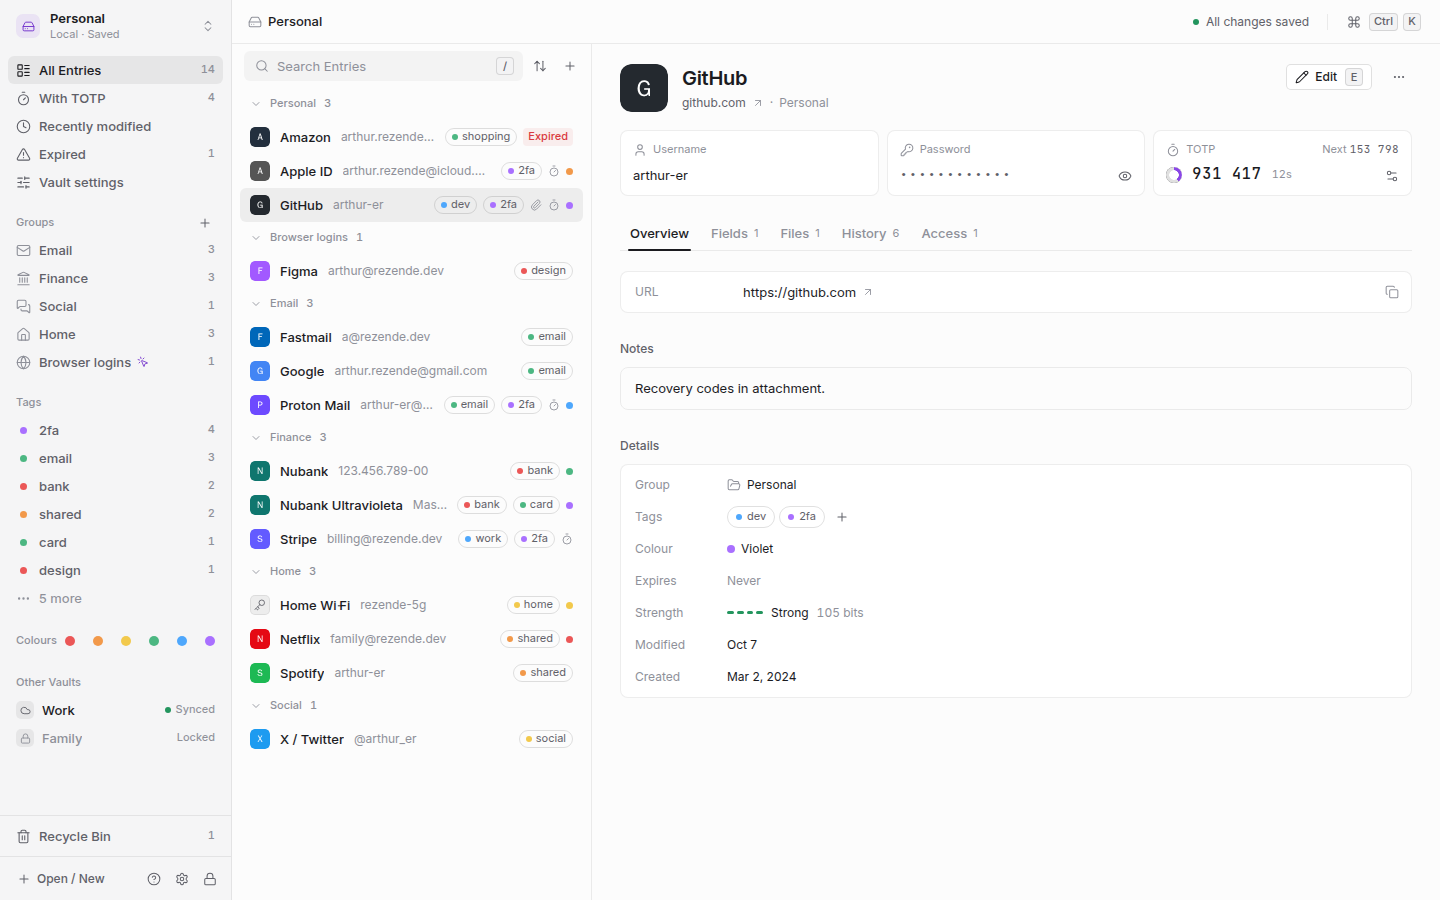 Personal
Local · Saved
All Entries 14
With TOTP 4
Recently modified
Expired 1
Vault settings
Groups
Email 3
Finance 3
Social 1
Home 3
Browser logins 1
Tags
2fa 4
email 3
bank 2
shared 2
card 1
design 1
5 more
Colours
Other Vaults
Work Synced
Family Locked
Recycle Bin 1
Open / New
Personal
All changes saved
Ctrl K
Search Entries /
Personal 3
A Amazon arthur.rezende... shopping Expired
A Apple ID arthur.rezende@icloud.... 2fa
G GitHub arthur-er dev 2fa
Browser logins 1
F Figma arthur@rezende.dev design
Email 3
F Fastmail a@rezende.dev email
G Google arthur.rezende@gmail.com email
P Proton Mail arthur-er@... email 2fa
Finance 3
N Nubank 123.456.789-00 bank
N Nubank Ultravioleta Mas... bank card
S Stripe billing@rezende.dev work 2fa
Home 3
Home Wi-Fi rezende-5g home
N Netflix family@rezende.dev shared
S Spotify arthur-er shared
Social 1
X X / Twitter @arthur_er social
G
GitHub
github.com · Personal
Edit E
Username
arthur-er
Password
•••••••••••
TOTP Next 153 798
931 417 12s
Overview Fields 1 Files 1 History 6 Access 1
URL https://github.com
Notes
Recovery codes in attachment.
Details
Group Personal
Tags dev 2fa
Colour Violet
Expires Never
Strength Strong 105 bits
Modified Oct 7
Created Mar 2, 2024